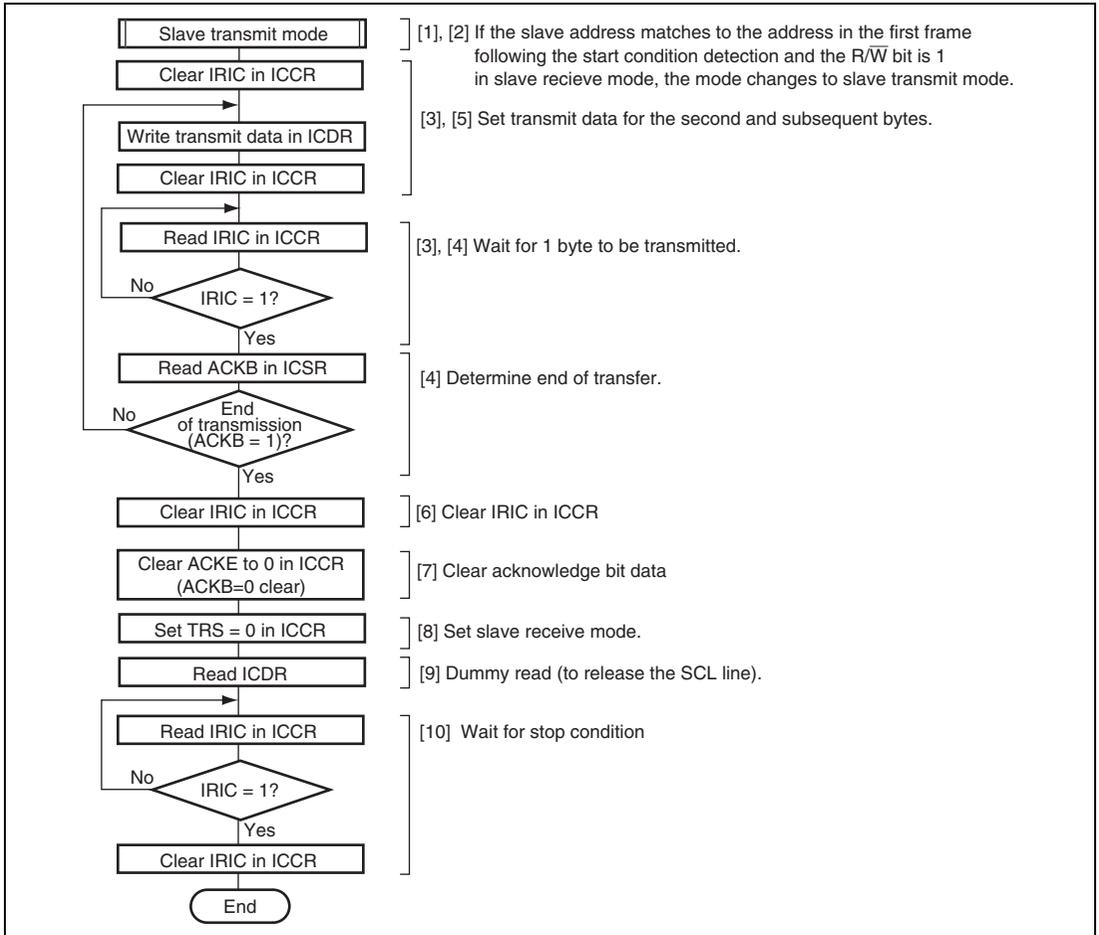 Slave transmit mode
[1], [2] If the slave address matches to the address in the first frame
following the start condition detection and the R/W̅ bit is 1
in slave recieve mode, the mode changes to slave transmit mode.
Clear IRIC in ICCR
[3], [5] Set transmit data for the second and subsequent bytes.
Write transmit data in ICDR
Clear IRIC in ICCR
Read IRIC in ICCR
[3], [4] Wait for 1 byte to be transmitted.
No
IRIC = 1?
Yes
Read ACKB in ICSR
[4] Determine end of transfer.
No
End
of transmission
(ACKB = 1)?
Yes
Clear IRIC in ICCR
[6] Clear IRIC in ICCR
Clear ACKE to 0 in ICCR
(ACKB=0 clear)
[7] Clear acknowledge bit data
Set TRS = 0 in ICCR
[8] Set slave receive mode.
Read ICDR
[9] Dummy read (to release the SCL line).
Read IRIC in ICCR
[10] Wait for stop condition
No
IRIC = 1?
Yes
Clear IRIC in ICCR
End